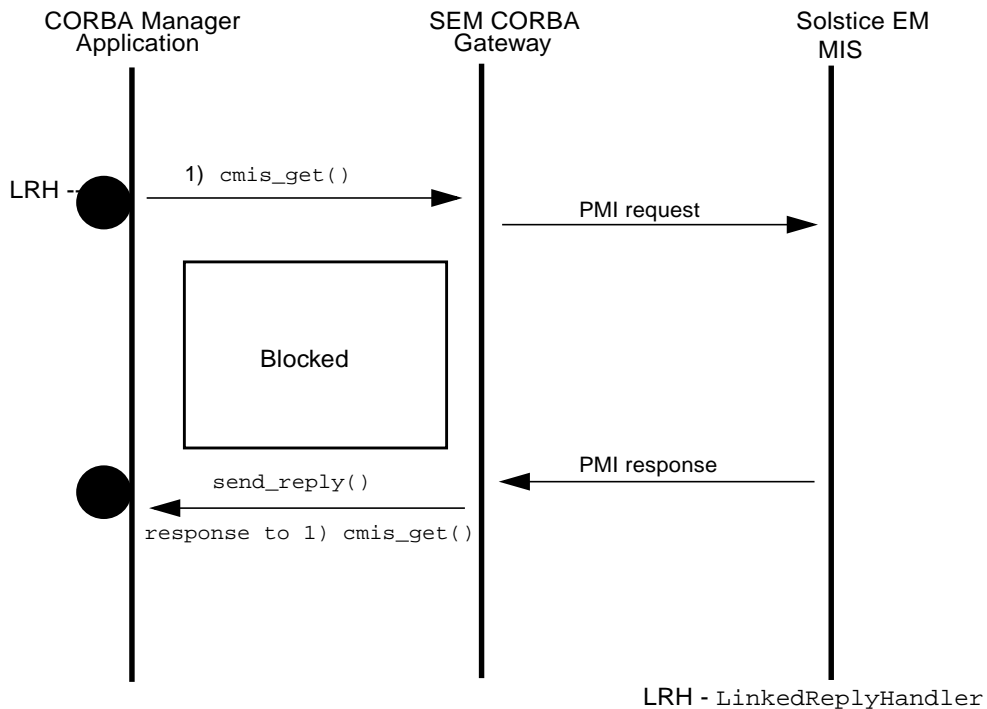 CORBA Manager
Application
SEM CORBA
Gateway
Solstice EM
MIS
1) cmis_get()
LRH --
PMI request
Blocked
PMI response
send_reply()
response to 1) cmis_get()
LRH - LinkedReplyHandler